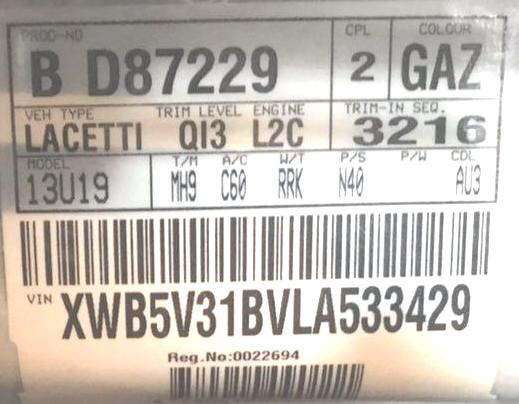 PROD-NO CPL COLOUR
B D87229 2 GAZ
VEH TYPE TRIM LEVEL ENGINE TRIM-IN SEQ.
LACETTI QI3 L2C 3216
MODEL T/M A/C W/T P/S P/W CDL
13U19 MH9 C60 RRK N40 AU3
VIN XWB5V31BVLA533429
Reg.No:0022694